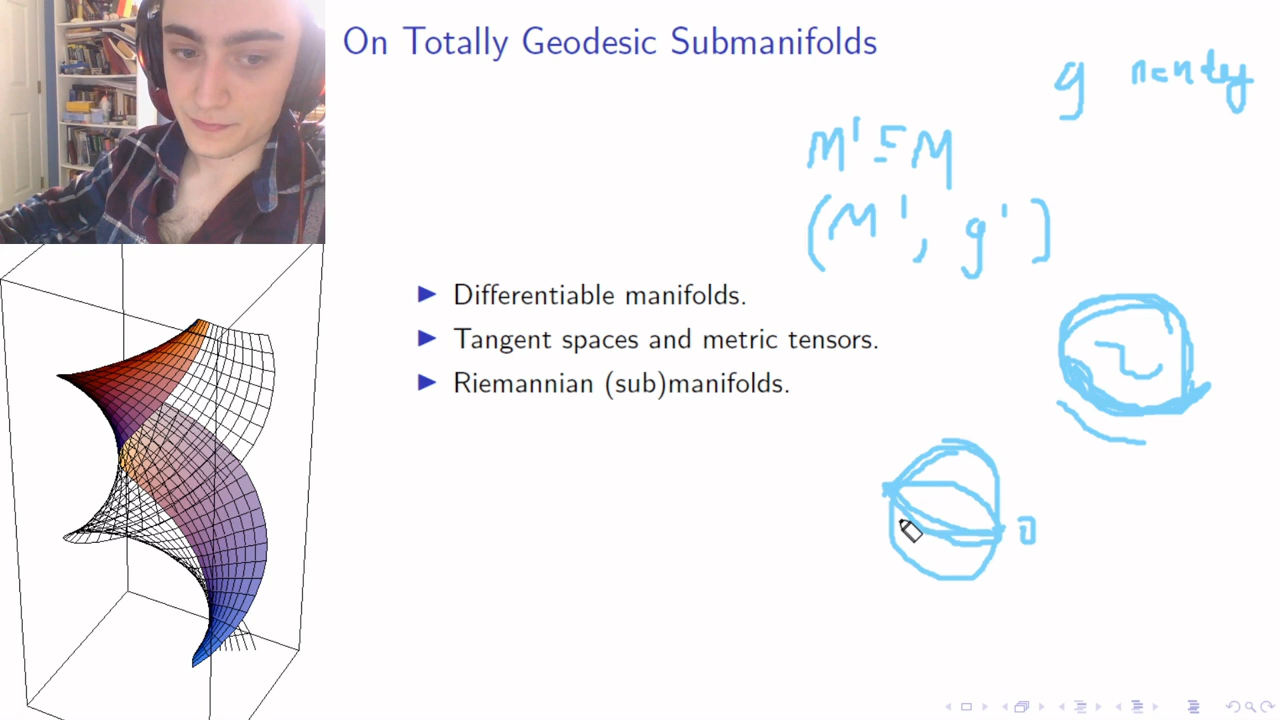 On Totally Geodesic Submanifolds
g
M' = M
(M', g')
▶ Differentiable manifolds.
▶ Tangent spaces and metric tensors.
▶ Riemannian (sub)manifolds.